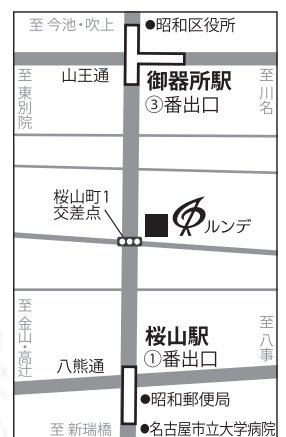 至 今池・吹上
●昭和区役所
山王通
御器所駅
③番出口
至 東別院
至 川名
桜山町1
交差点
ルンデ
至 金山・高辻
桜山駅
①番出口
至 八事
八熊通
●昭和郵便局
至 新瑞橋
●名古屋市立大学病院